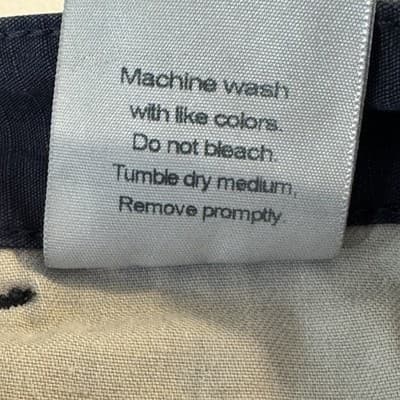 Machine wash
with like colors.
Do not bleach.
Tumble dry medium,
Remove promptly.